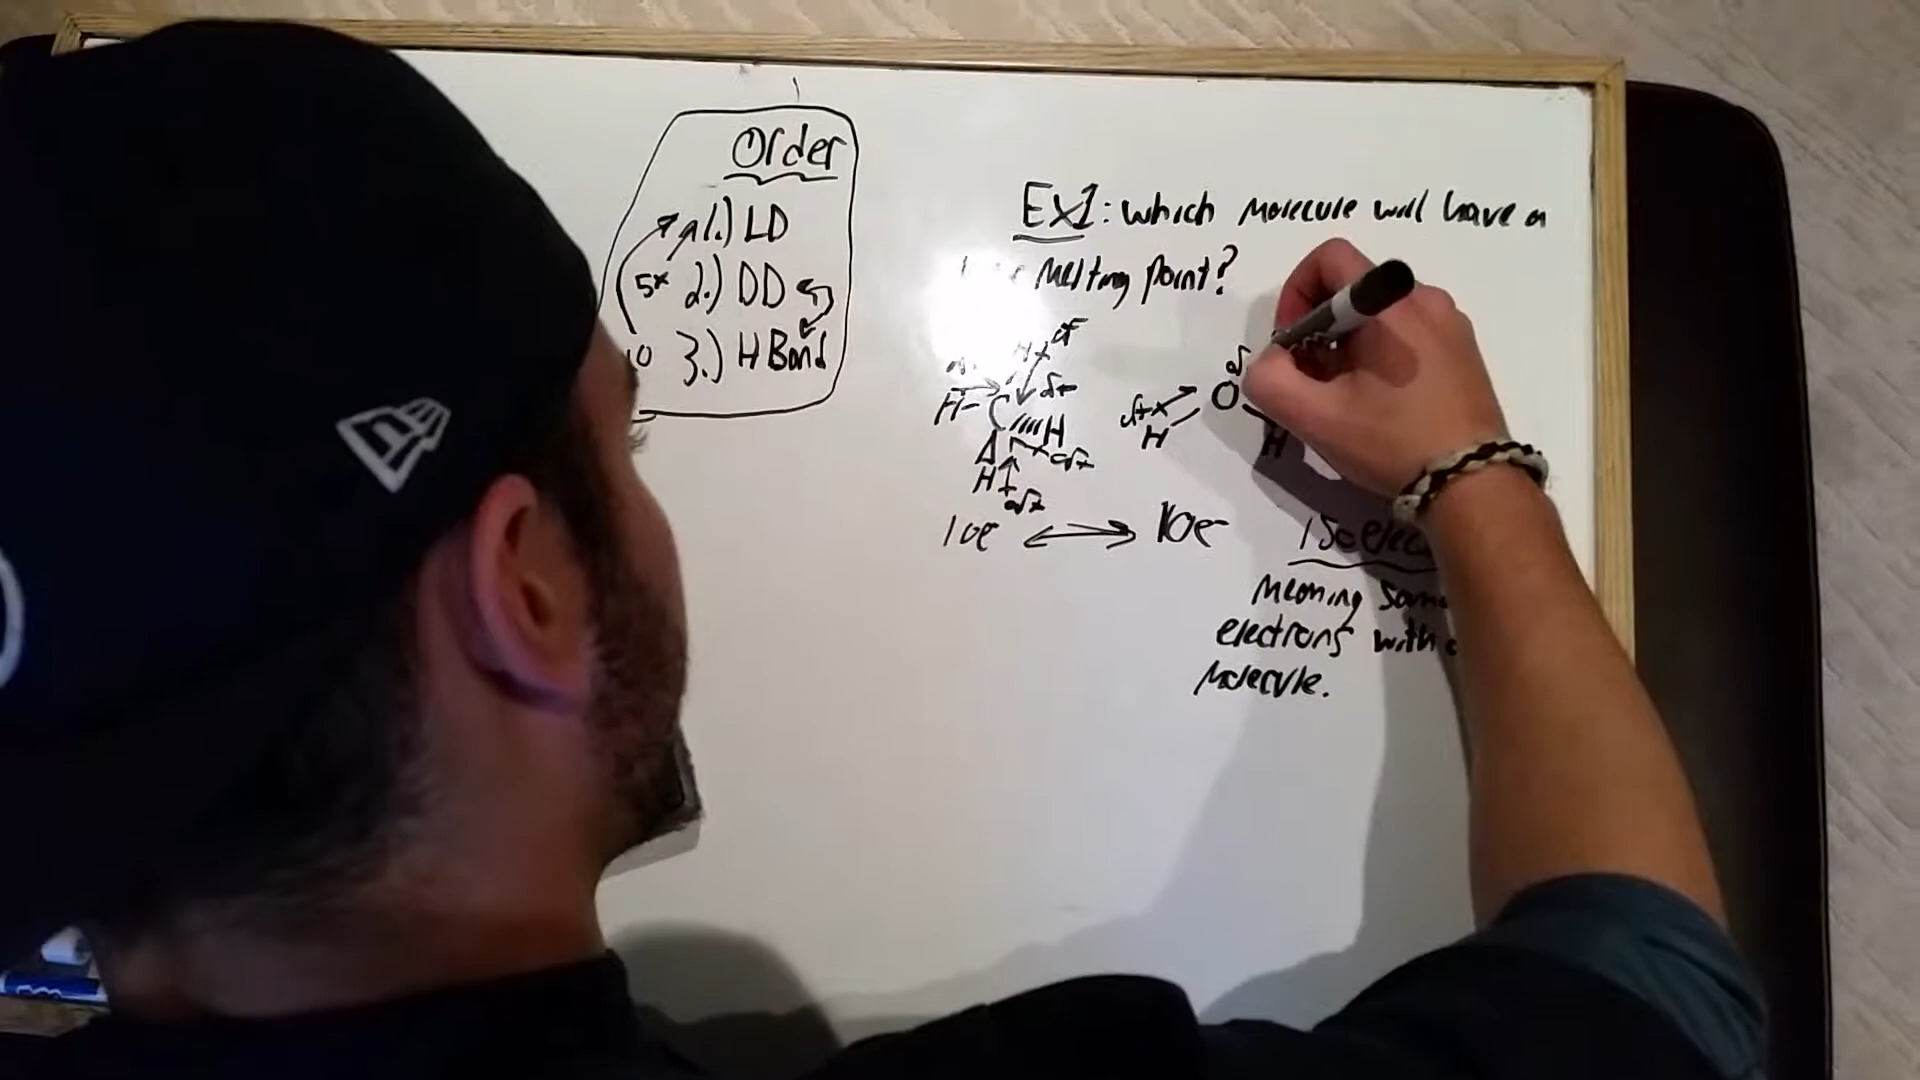 Order
1.) LD
5x 2.) DD
10 3.) H Bond
Ex1: Which Molecule will have a
Melting Point?
H δ+
δ+
H C
H
δ+
H
δ+
δ
δ+ O
H H
10e- 10e-
Meaning Same
electrons with
Molecule.